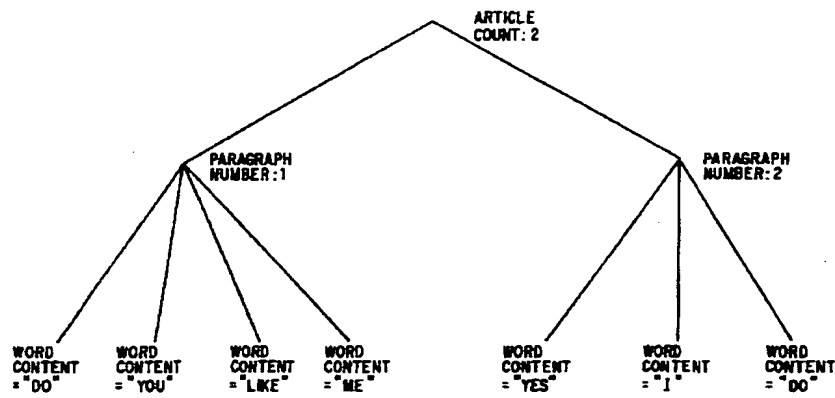 ARTICLE
COUNT: 2
PARAGRAPH
NUMBER:1
PARAGRAPH
NUMBER:2
WORD
CONTENT
="DO"
WORD
CONTENT
="YOU"
WORD
CONTENT
="LIKE"
WORD
CONTENT
="ME"
WORD
CONTENT
="YES"
WORD
CONTENT
="I"
WORD
CONTENT
="DO"